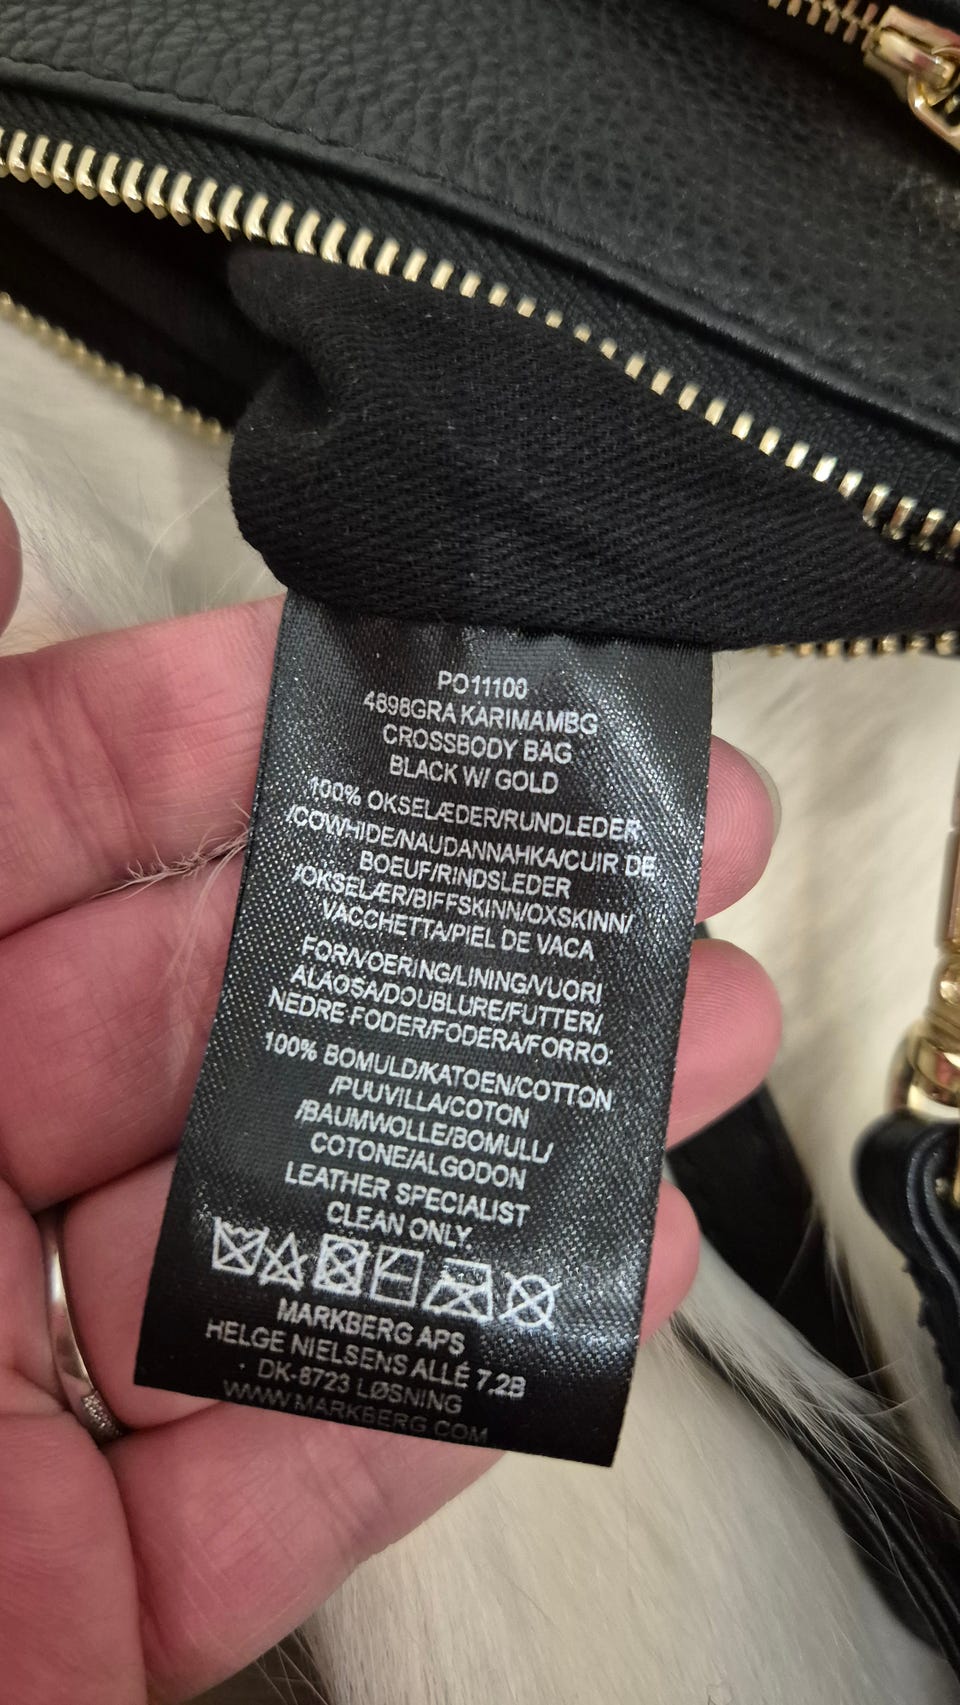 PO11100
4898GRA KARIMAMBG
CROSSBODY BAG
BLACK W/ GOLD
100% OKSELÆDER/RUNDLEDER
/COWHIDE/NAUDANNAHKA/CUIR DE
BOEUF/RINDSLEDER
/OKSELÆR/BIFFSKINN/OXSKINN/
VACCHETTA/PIEL DE VACA
FOR/VOERING/LINING/VUORI
ALAOSA/DOUBLURE/FUTTER/
NEDRE FODER/FODERA/FORRO:
100% BOMULD/KATOEN/COTTON
/PUUVILLA/COTON
/BAUMWOLLE/BOMULL/
COTONE/ALGODON
LEATHER SPECIALIST
CLEAN ONLY.
MARKBERG APS
HELGE NIELSENS ALLÉ 7,2B
DK-8723 LØSNING
WWW.MARKBERG.COM